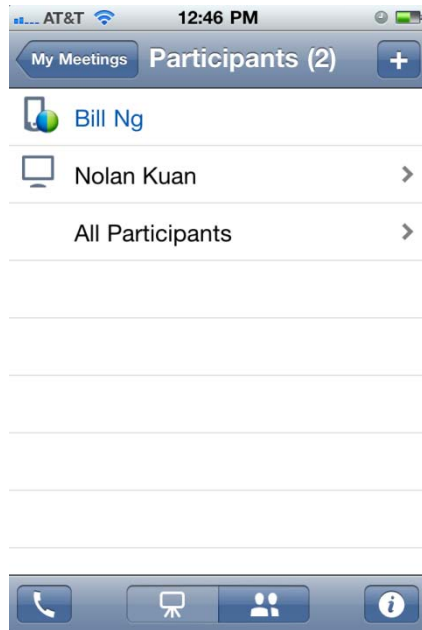 AT&T 12:46 PM
My Meetings Participants (2) +
Bill Ng
Nolan Kuan
All Participants
i